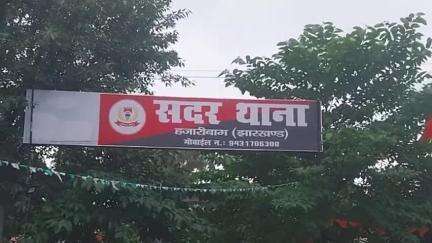 सदर थाना
हजारीबाग (झारखण्ड)
मोबाईल न.: 9431706300